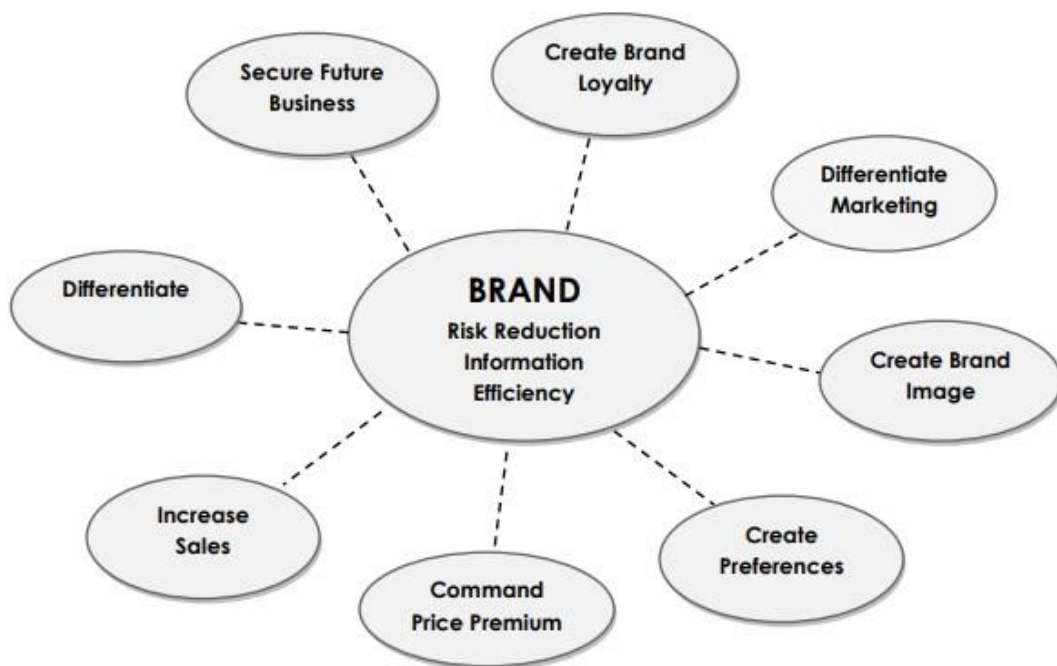 Secure Future
Business
Create Brand
Loyalty
Differentiate
Marketing
Differentiate
BRAND
Risk Reduction
Information
Efficiency
Create Brand
Image
Increase
Sales
Command
Price Premium
Create
Preferences